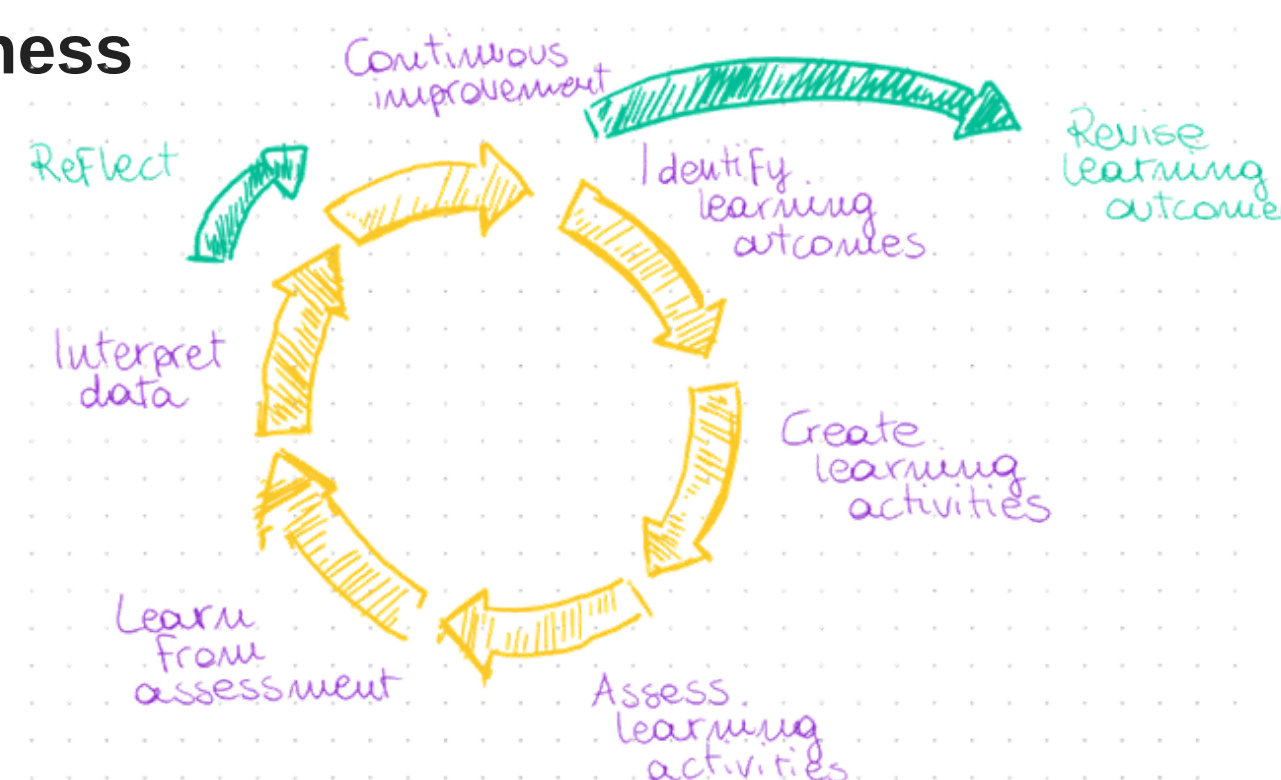 ness
Continuous
improvement
Reflect
Revise
learning
outcome
Identify
learning
outcomes
Interpret
data
Create
learning
activities
Learn
from
assessment
Assess
learning
activities